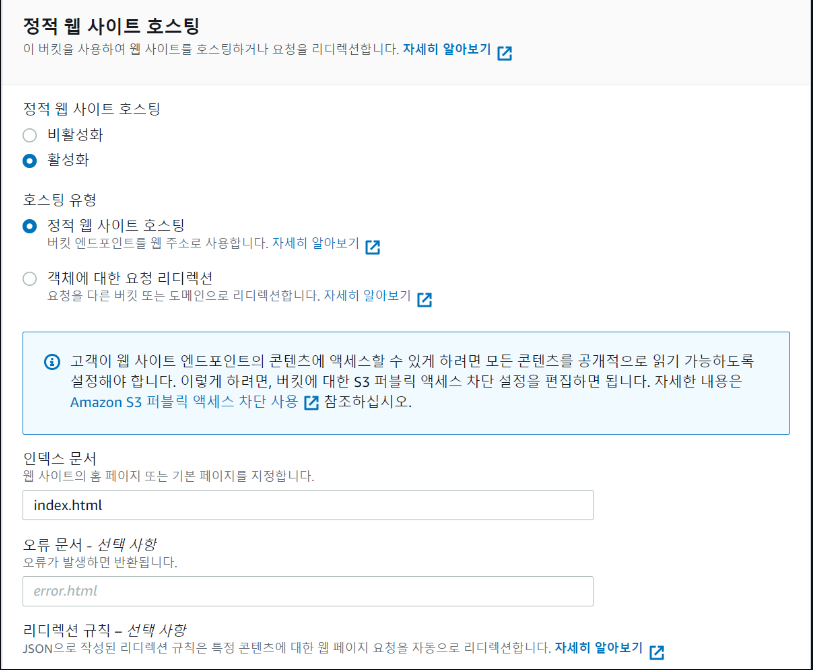 정적 웹 사이트 호스팅
이 버킷을 사용하여 웹 사이트를 호스팅하거나 요청을 리디렉션합니다. 자세히 알아보기
정적 웹 사이트 호스팅
비활성화
활성화
호스팅 유형
정적 웹 사이트 호스팅
버킷 엔드포인트를 웹 주소로 사용합니다. 자세히 알아보기
객체에 대한 요청 리디렉션
요청을 다른 버킷 또는 도메인으로 리디렉션합니다. 자세히 알아보기
고객이 웹 사이트 엔드포인트의 콘텐츠에 액세스할 수 있게 하려면 모든 콘텐츠를 공개적으로 읽기 가능하도록
설정해야 합니다. 이렇게 하려면, 버킷에 대한 S3 퍼블릭 액세스 차단 설정을 편집하면 됩니다. 자세한 내용은
Amazon S3 퍼블릭 액세스 차단 사용 참조하십시오.
인덱스 문서
웹 사이트의 홈 페이지 또는 기본 페이지를 지정합니다.
index.html
오류 문서 - 선택 사항
오류가 발생하면 반환됩니다.
error.html
리디렉션 규칙 – 선택 사항
JSON으로 작성된 리디렉션 규칙은 특정 콘텐츠에 대한 웹 페이지 요청을 자동으로 리디렉션합니다. 자세히 알아보기